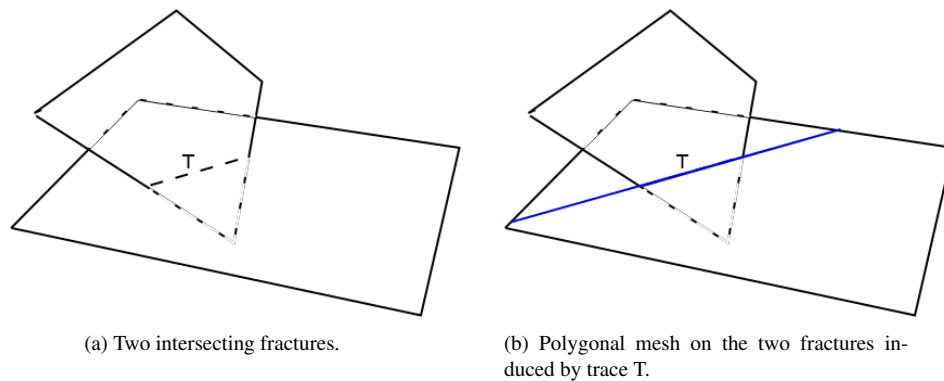 T
T
(a) Two intersecting fractures.
(b) Polygonal mesh on the two fractures in-
duced by trace T.